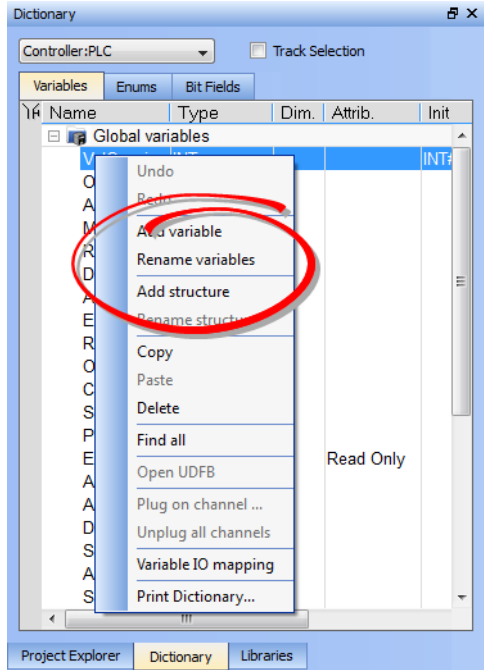 Dictionary
Controller:PLC Track Selection
Variables Enums Bit Fields
Name Type Dim. Attrib. Init
Global variables
INT#
Undo
Redo
Add variable
Rename variables
Add structure
Rename structure
Copy
Paste
Delete
Find all
Read Only
Open UDFB
Plug on channel ...
Unplug all channels
Variable IO mapping
Print Dictionary...
Project Explorer Dictionary Libraries